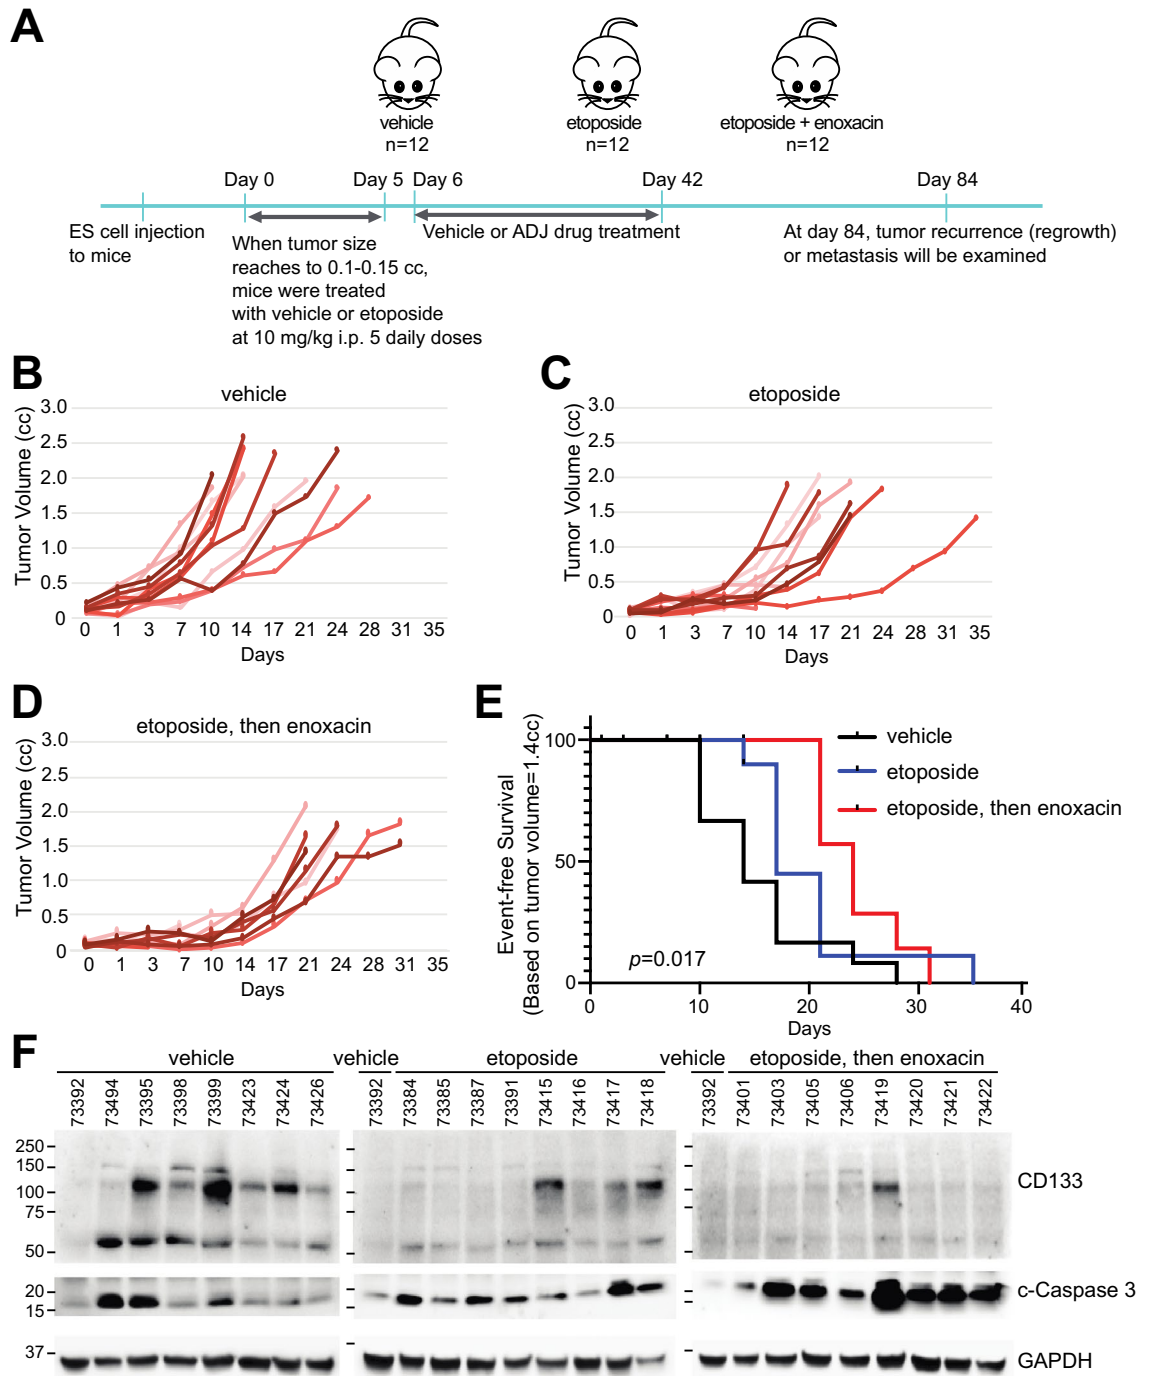 A
vehicle
n=12
etoposide
n=12
etoposide + enoxacin
n=12
Day 0
Day 5
Day 6
Day 42
Day 84
ES cell injection
to mice
When tumor size
reaches to 0.1-0.15 cc,
mice were treated
with vehicle or etoposide
at 10 mg/kg i.p. 5 daily doses
Vehicle or ADJ drug treatment
At day 84, tumor recurrence (regrowth)
or metastasis will be examined
B
vehicle
Tumor Volume (cc)
3.0
2.5
2.0
1.5
1.0
0.5
0
0 1 3 7 10 14 17 21 24 28 31 35
Days
C
etoposide
Tumor Volume (cc)
3.0
2.5
2.0
1.5
1.0
0.5
0
0 1 3 7 10 14 17 21 24 28 31 35
Days
D
etoposide, then enoxacin
Tumor Volume (cc)
3.0
2.5
2.0
1.5
1.0
0.5
0
0 1 3 7 10 14 17 21 24 28 31 35
Days
E
Event-free Survival
(Based on tumor volume=1.4cc)
100
50
0
0 10 20 30 40
Days
p=0.017
vehicle
etoposide
etoposide, then enoxacin
F
vehicle
vehicle
etoposide
vehicle
etoposide, then enoxacin
73392 73494 73395 73398 73399 73423 73424 73426
73392 73384 73385 73387 73391 73415 73416 73417 73418
73392 73401 73403 73405 73406 73419 73420 73421 73422
250
150
100
75
50
CD133
20
15
c-Caspase 3
37
GAPDH